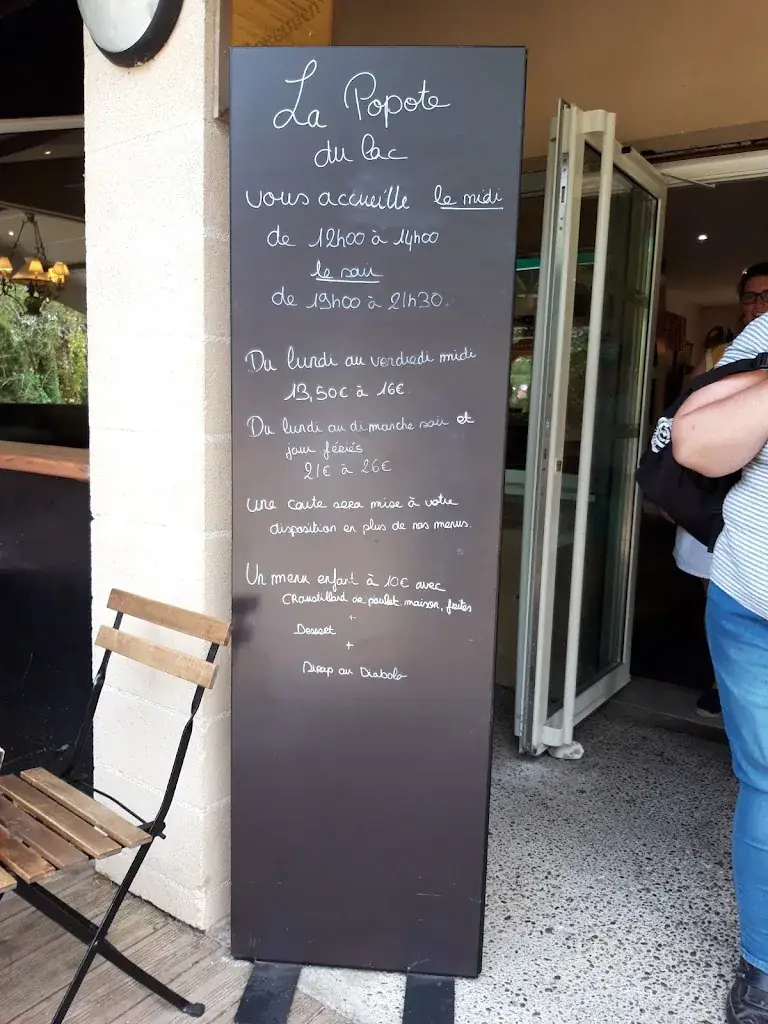 La Popote
du lac
vous accueille le midi
de 12h00 à 14h00
le soir
de 19h00 à 21h30.
Du lundi au vendredi midi
13,50€ à 16€
Du lundi au dimanche soir et
jour fériés
21€ à 26€
Une carte sera mise à votre
disposition en plus de nos menus.
Un menu enfant à 10€ avec
Croustillard de poulet maison, frites
+
Dessert
+
Sirop au Diabolo